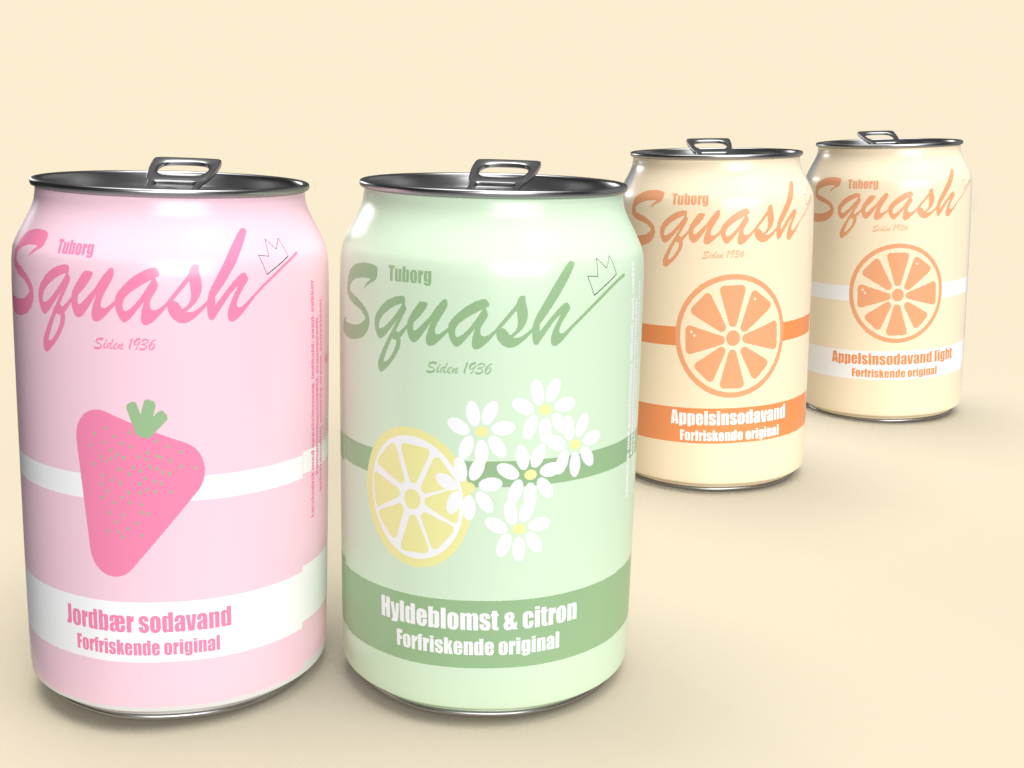 Tuborg
Squash
Siden 1936
Jordbær sodavand
Forfriskende original
Tuborg
Squash
Siden 1936
Hyldeblomst & citron
Forfriskende original
Tuborg
Squash
Siden 1936
Appelsinsodavand
Forfriskende original
Tuborg
Squash
Siden 1936
Appelsinsodavand light
Forfriskende original